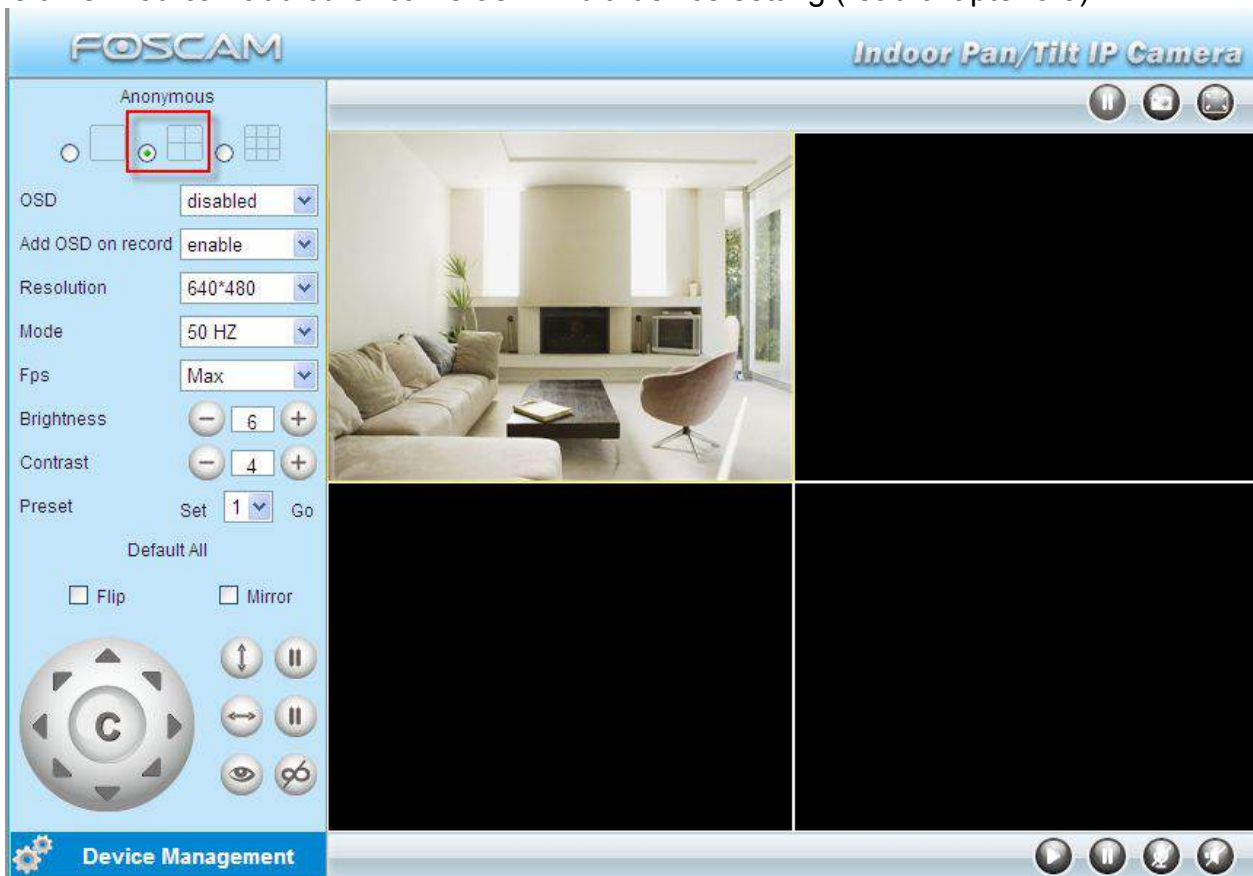 FOSCAM
Indoor Pan/Tilt IP Camera
Anonymous
OSD disabled
Add OSD on record enable
Resolution 640*480
Mode 50 HZ
Fps Max
Brightness 6
Contrast 4
Preset Set 1 Go
Default All
Flip Mirror
C
Device Management